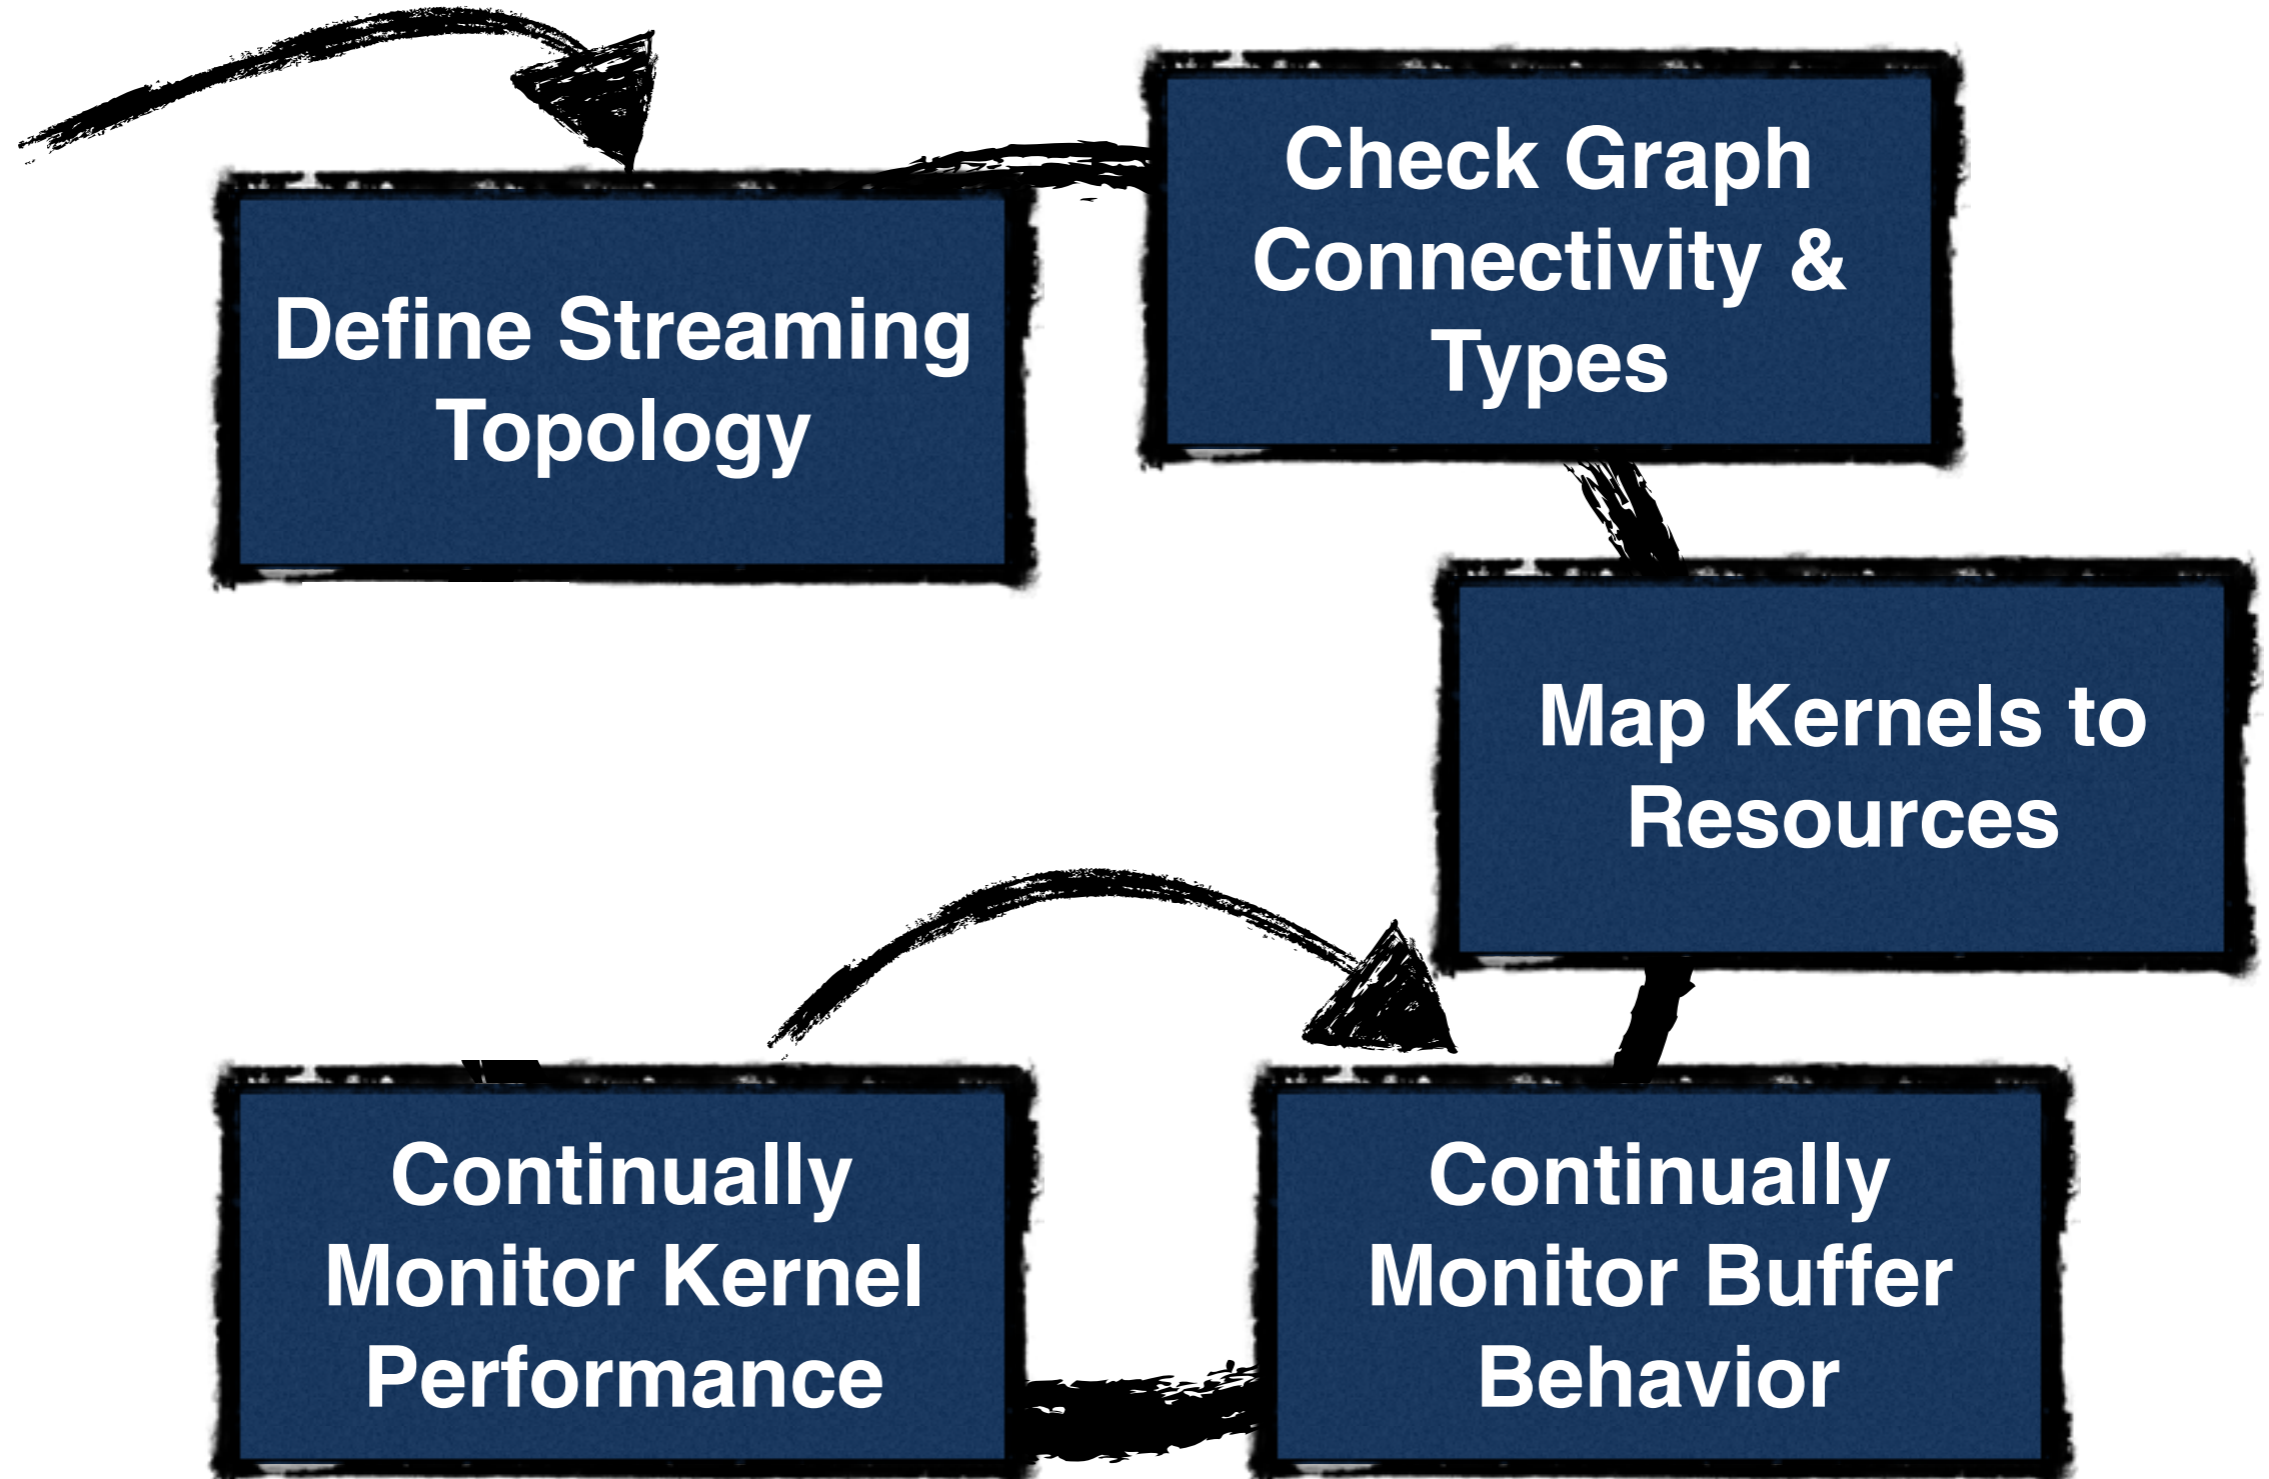 Define Streaming
Topology
Check Graph
Connectivity &
Types
Map Kernels to
Resources
Continually
Monitor Buffer
Behavior
Continually
Monitor Kernel
Performance